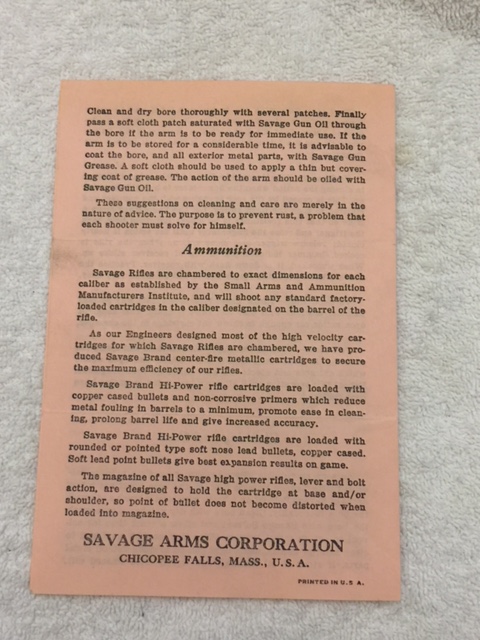 Clean and dry bore thoroughly with several patches. Finally
pass a soft cloth patch saturated with Savage Gun Oil through
the bore if the arm is to be ready for immediate use. If the
arm is to be stored for a considerable time, it is advisable to
coat the bore, and all exterior metal parts, with Savage Gun
Grease. A soft cloth should be used to apply a thin but cover-
ing coat of grease. The action of the arm should be oiled with
Savage Gun Oil.
These suggestions on cleaning and care are merely in the
nature of advice. The purpose is to prevent rust, a problem that
each shooter must solve for himself.
Ammunition
Savage Rifles are chambered to exact dimensions for each
calibre as established by the Small Arms and Ammunition
Manufacturers Institute, and will shoot any standard factory-
loaded cartridges in the calibre designated on the barrel of the
rifle.
As our Engineers designed most of the high velocity car-
tridges for which Savage Rifles are chambered, we have pro-
duced Savage Brand center-fire metallic cartridges to secure
the maximum efficiency of our rifles.
Savage Brand Hi-Power rifle cartridges are loaded with
copper cased bullets and non-corrosive primers which reduce
metal fouling in barrels to a minimum, promote ease in clean-
ing, prolong barrel life and give increased accuracy.
Savage Brand Hi-Power rifle cartridges are loaded with
rounded or pointed type soft nose lead bullets, copper cased.
Soft lead point bullets give best expansion results on game.
The magazine of all Savage high power rifles, lever and bolt
action, are designed to hold the cartridge at base and/or
shoulder, so point of bullet does not become distorted when
loaded into magazine.
SAVAGE ARMS CORPORATION
CHICOPEE FALLS, MASS., U. S. A.
PRINTED IN U. S. A.